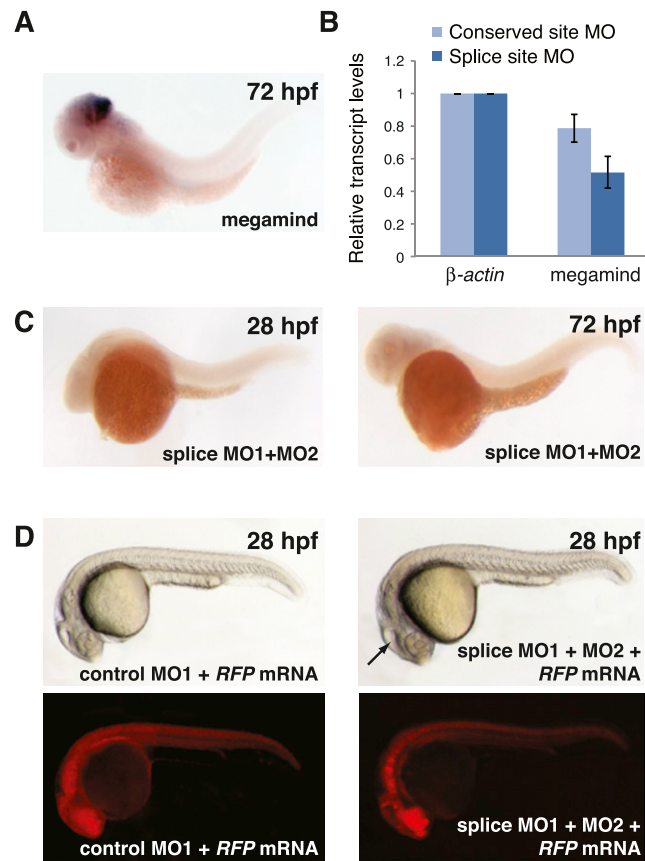 A
72 hpf
megamind
B
Conserved site MO
Splice site MO
Relative transcript levels
1.2
1
0.8
0.6
0.4
0.2
0
β-actin
megamind
C
28 hpf
splice MO1+MO2
72 hpf
splice MO1+MO2
D
28 hpf
control MO1 + RFP mRNA
28 hpf
splice MO1 + MO2 +
RFP mRNA
control MO1 + RFP mRNA
splice MO1 + MO2 +
RFP mRNA